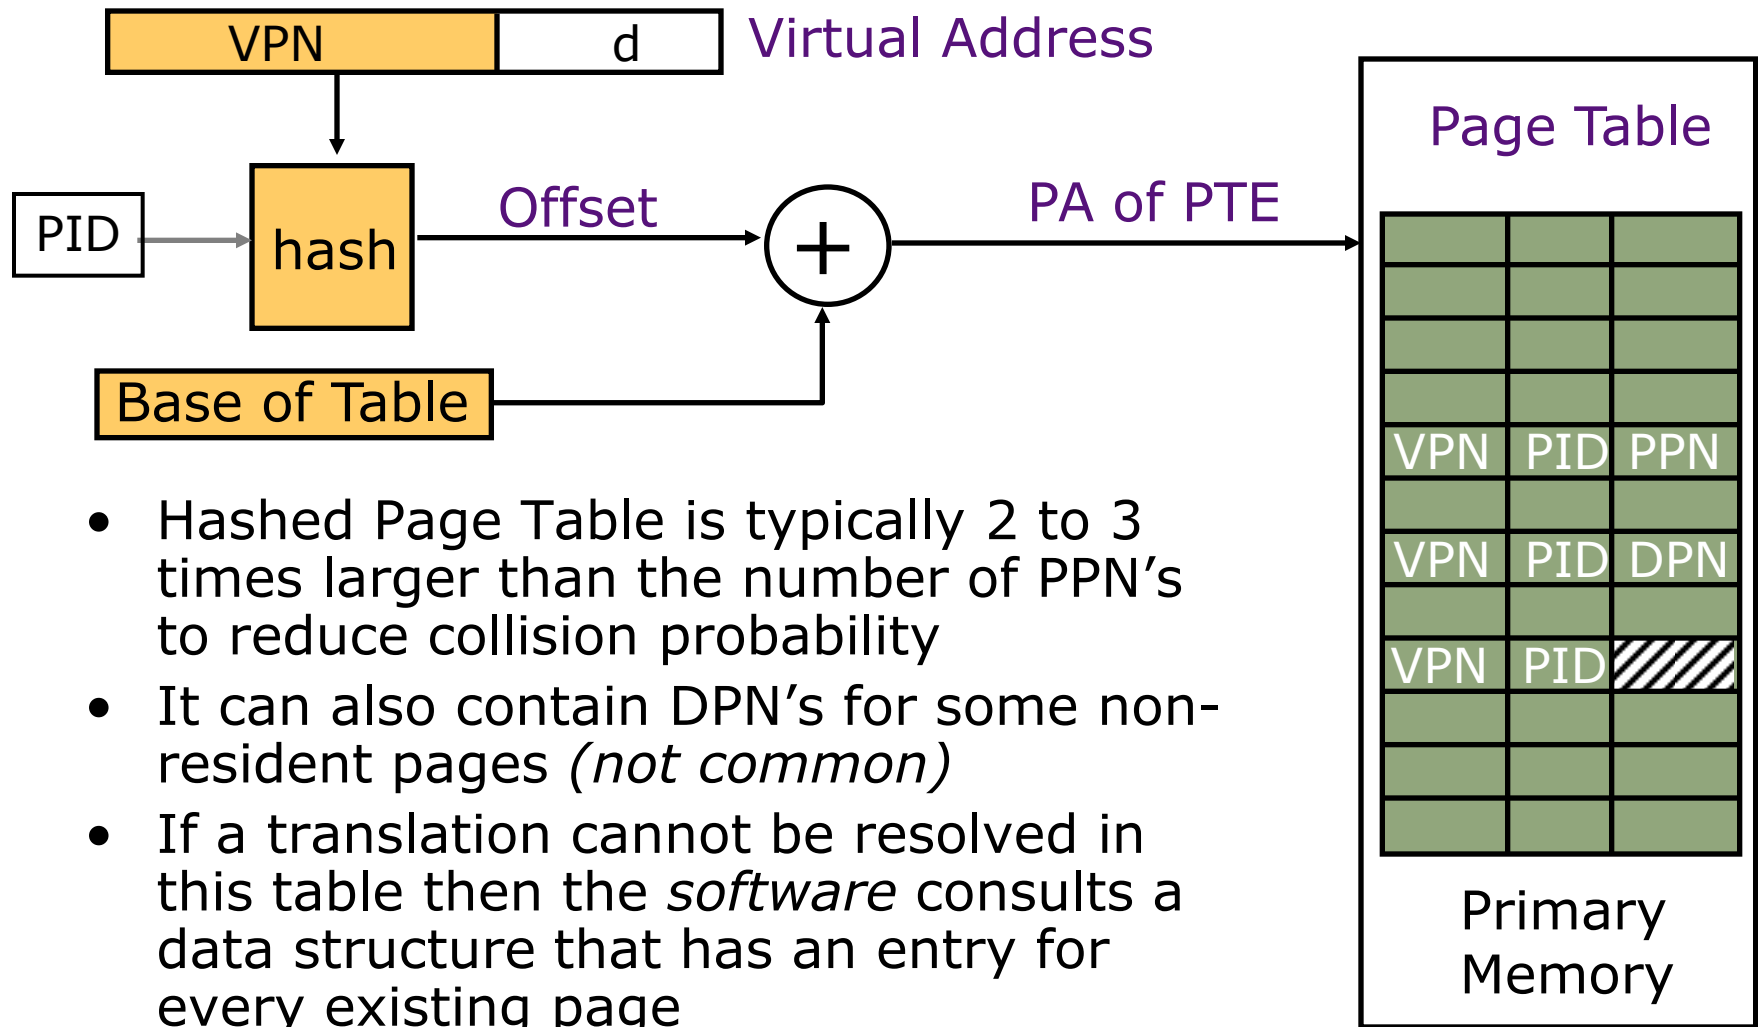 VPN d Virtual Address
Page Table
PID hash Offset + PA of PTE
Base of Table
VPN PID PPN
VPN PID DPN
VPN PID
• Hashed Page Table is typically 2 to 3
times larger than the number of PPN's
to reduce collision probability
• It can also contain DPN's for some non-
resident pages (not common)
• If a translation cannot be resolved in
this table then the software consults a
data structure that has an entry for
every existing page
Primary
Memory